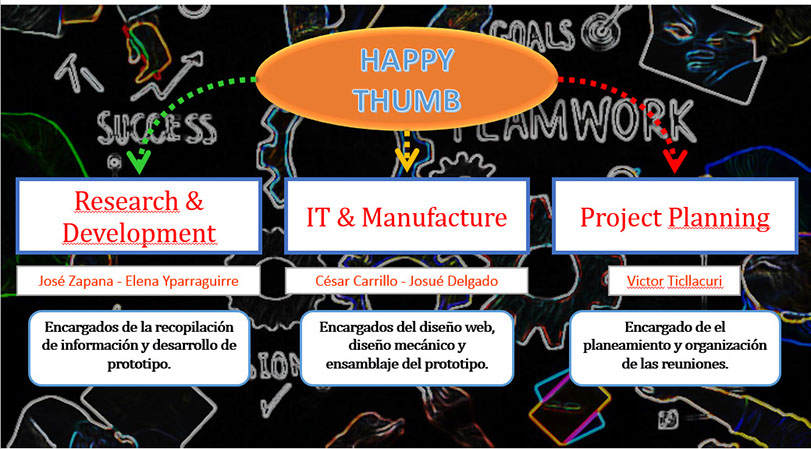 GOALS
HAPPY
THUMB
SUCCESS
TEAMWORK
Research &
Development
IT & Manufacture
Project Planning
José Zapana - Elena Yparraguirre
César Carrillo - Josué Delgado
Victor Ticllacuri
Encargados de la recopilación
de información y desarrollo de
prototipo.
Encargados del diseño web,
diseño mecánico y
ensamblaje del prototipo.
Encargado de el
planeamiento y organización
de las reuniones.